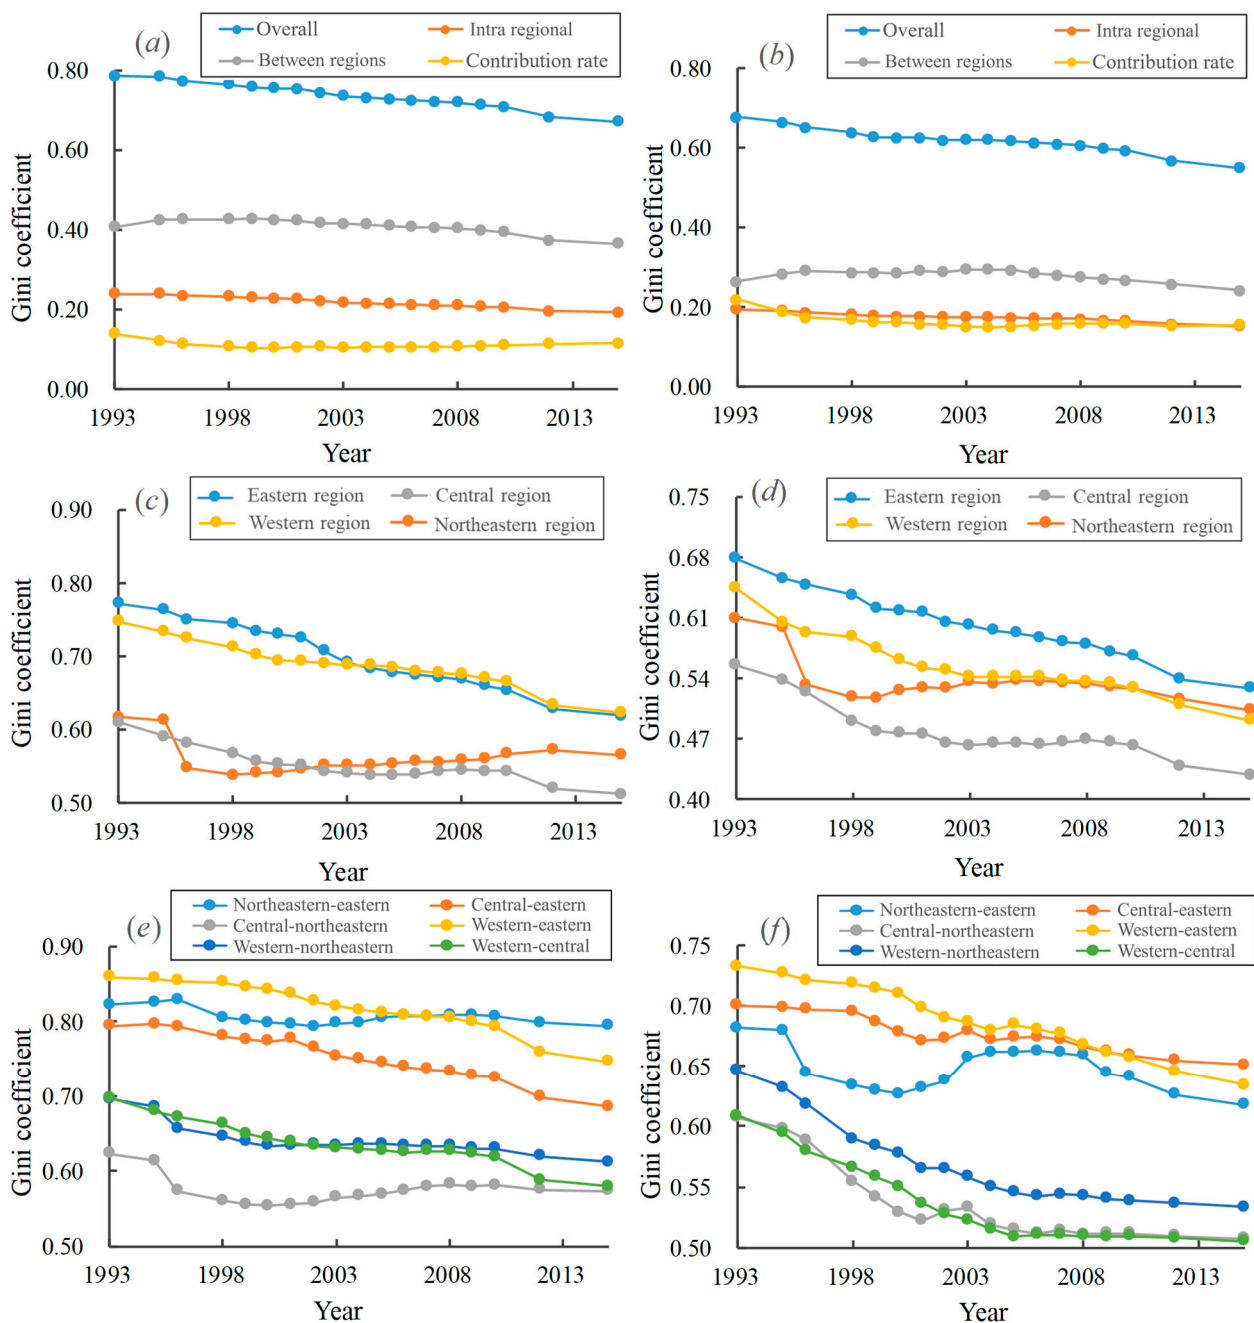 (a)
Overall
Intra regional
Between regions
Contribution rate
0.80
0.60
0.40
0.20
0.00
Gini coefficient
1993
1998
2003
2008
2013
Year
(b)
Overall
Intra regional
Between regions
Contribution rate
0.80
0.60
0.40
0.20
0.00
Gini coefficient
1993
1998
2003
2008
2013
Year
(c)
Eastern region
Central region
Western region
Northeastern region
0.90
0.80
0.70
0.60
0.50
Gini coefficient
1993
1998
2003
2008
2013
Year
(d)
Eastern region
Central region
Western region
Northeastern region
0.75
0.68
0.61
0.54
0.47
0.40
Gini coefficient
1993
1998
2003
2008
2013
Year
(e)
Northeastern-eastern
Central-eastern
Central-northeastern
Western-eastern
Western-northeastern
Western-central
0.90
0.80
0.70
0.60
0.50
Gini coefficient
1993
1998
2003
2008
2013
Year
(f)
Northeastern-eastern
Central-eastern
Central-northeastern
Western-eastern
Western-northeastern
Western-central
0.75
0.70
0.65
0.60
0.55
0.50
Gini coefficient
1993
1998
2003
2008
2013
Year